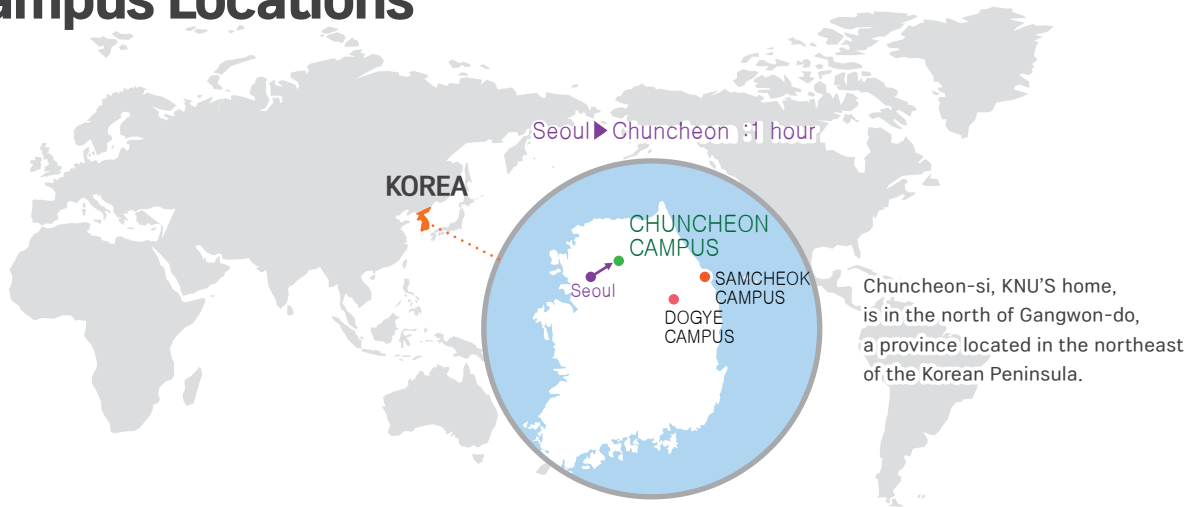 ampus Locations
Seoul▶Chuncheon :1 hour
KOREA
CHUNCHEON
CAMPUS
Seoul
SAMCHEOK
CAMPUS
DOGYE
CAMPUS
Chuncheon-si, KNU'S home,
is in the north of Gangwon-do,
a province located in the northeast
of the Korean Peninsula.